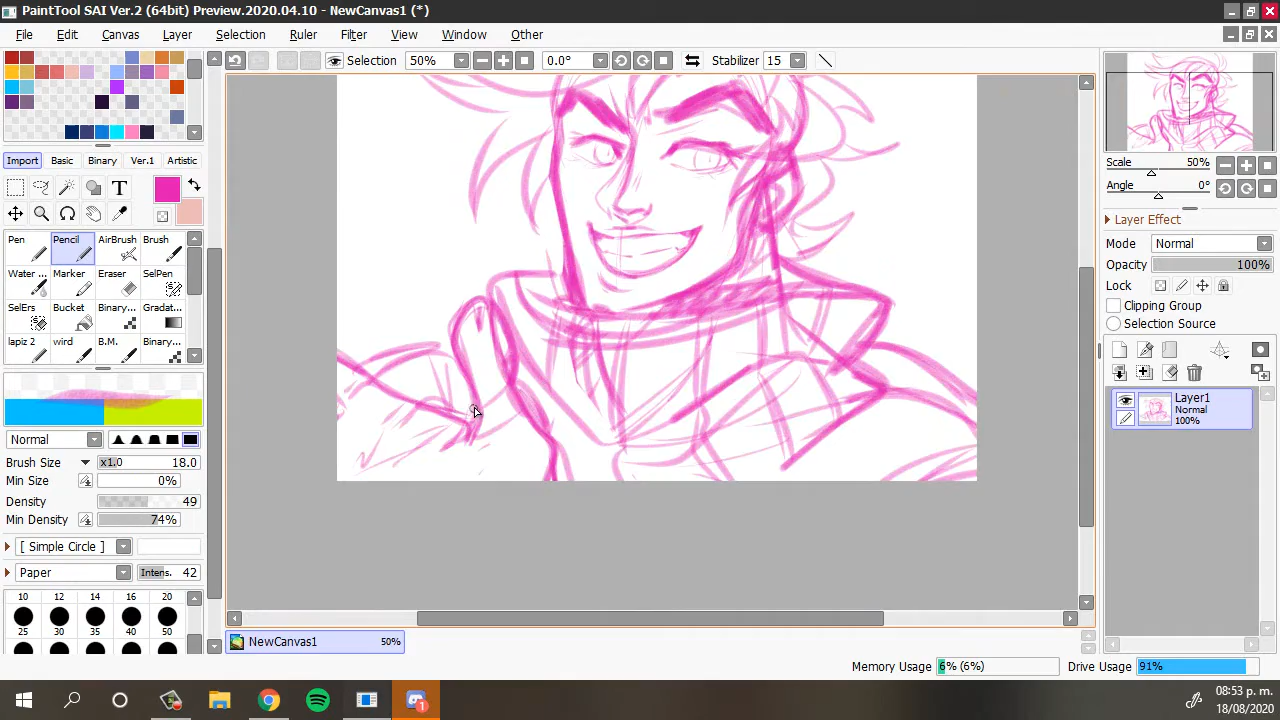 PaintTool SAI Ver.2 (64bit) Preview.2020.04.10 - NewCanvas1 (*)
File Edit Canvas Layer Selection Ruler Filter View Window Other
Selection 50% 0.0° Stabilizer 15
Import Basic Binary Ver.1 Artistic
T
Pen Pencil AirBrush Brush
Water ... Marker Eraser SelPen
SelErs Bucket Binary... Gradat...
lapiz 2 wird B.M. Binary...
Normal
Brush Size x1.0 18.0
Min Size 0%
Density 49
Min Density 74%
[ Simple Circle ]
Paper Intens. 42
10 12 14 16 20
25 30 35 40 50
Scale 50%
Angle 0°
Layer Effect
Mode Normal
Opacity 100%
Lock
Clipping Group
Selection Source
Layer1
Normal
100%
NewCanvas1 50%
Memory Usage 6% (6%) Drive Usage 91%
1
08:53 p. m.
18/08/2020